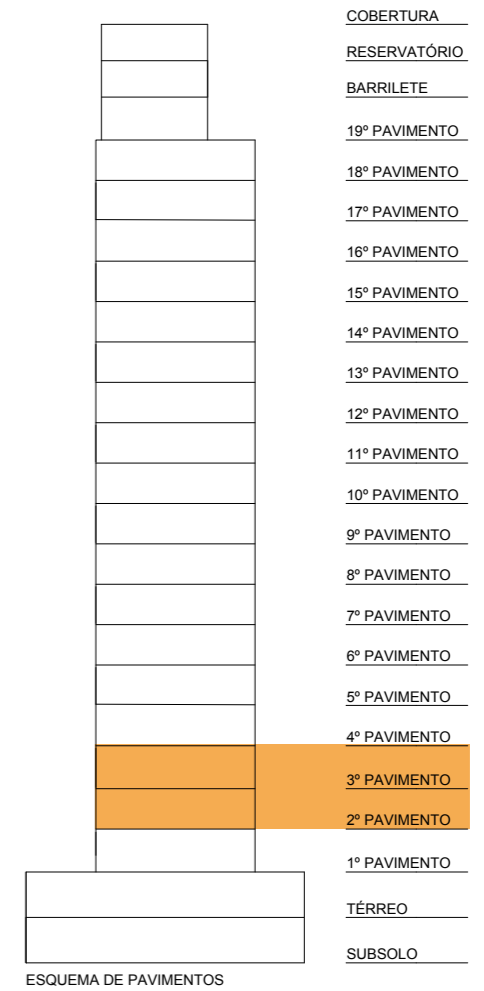 COBERTURA
RESERVATÓRIO
BARRILETE
19º PAVIMENTO
18º PAVIMENTO
17º PAVIMENTO
16º PAVIMENTO
15º PAVIMENTO
14º PAVIMENTO
13º PAVIMENTO
12º PAVIMENTO
11º PAVIMENTO
10º PAVIMENTO
9º PAVIMENTO
8º PAVIMENTO
7º PAVIMENTO
6º PAVIMENTO
5º PAVIMENTO
4º PAVIMENTO
3º PAVIMENTO
2º PAVIMENTO
1º PAVIMENTO
TÉRREO
SUBSOLO
ESQUEMA DE PAVIMENTOS